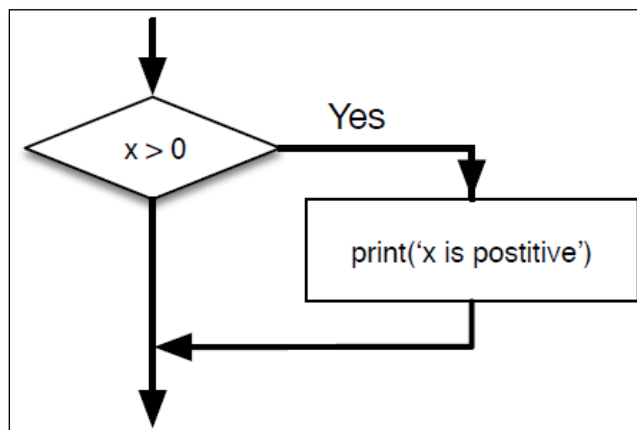 Yes
x > 0
print(‘x is postitive’)